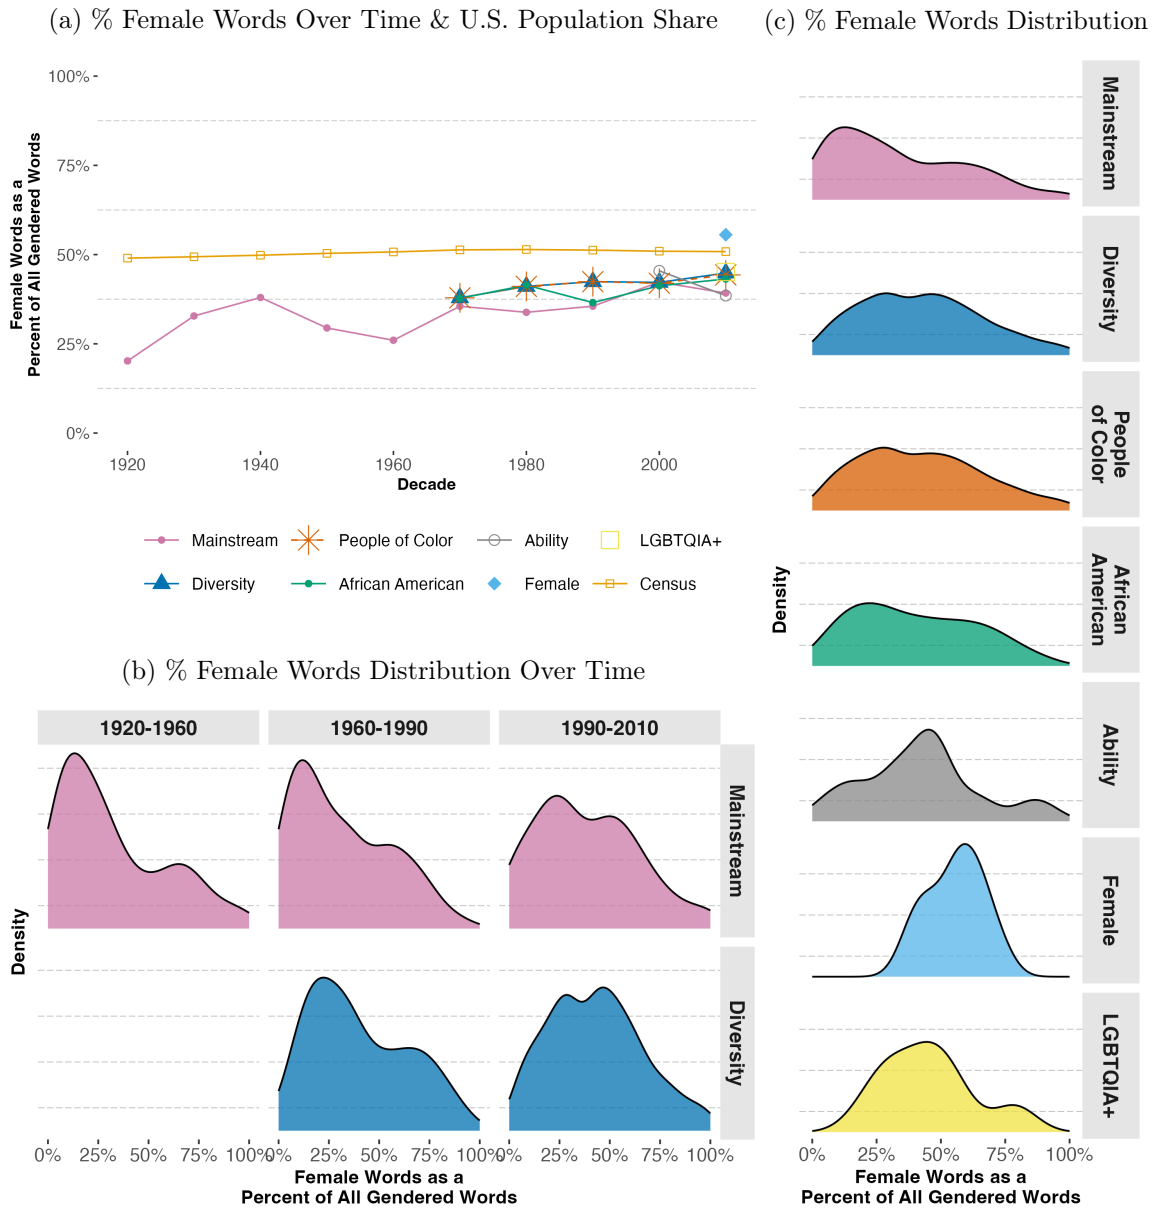 (a) % Female Words Over Time & U.S. Population Share
100%
75%
50%
25%
0%
Female Words as a
Percent of All Gendered Words
1920 1940 1960 1980 2000
Decade
Mainstream People of Color Ability LGBTQIA+
Diversity African American Female Census
(b) % Female Words Distribution Over Time
1920-1960 1960-1990 1990-2010
Mainstream
Diversity
Density
0% 25% 50% 75% 100% 0% 25% 50% 75% 100% 0% 25% 50% 75% 100%
Female Words as a
Percent of All Gendered Words
(c) % Female Words Distribution
Mainstream
Diversity
People
of Color
African
American
Ability
Female
LGBTQIA+
Density
0% 25% 50% 75% 100%
Female Words as a
Percent of All Gendered Words